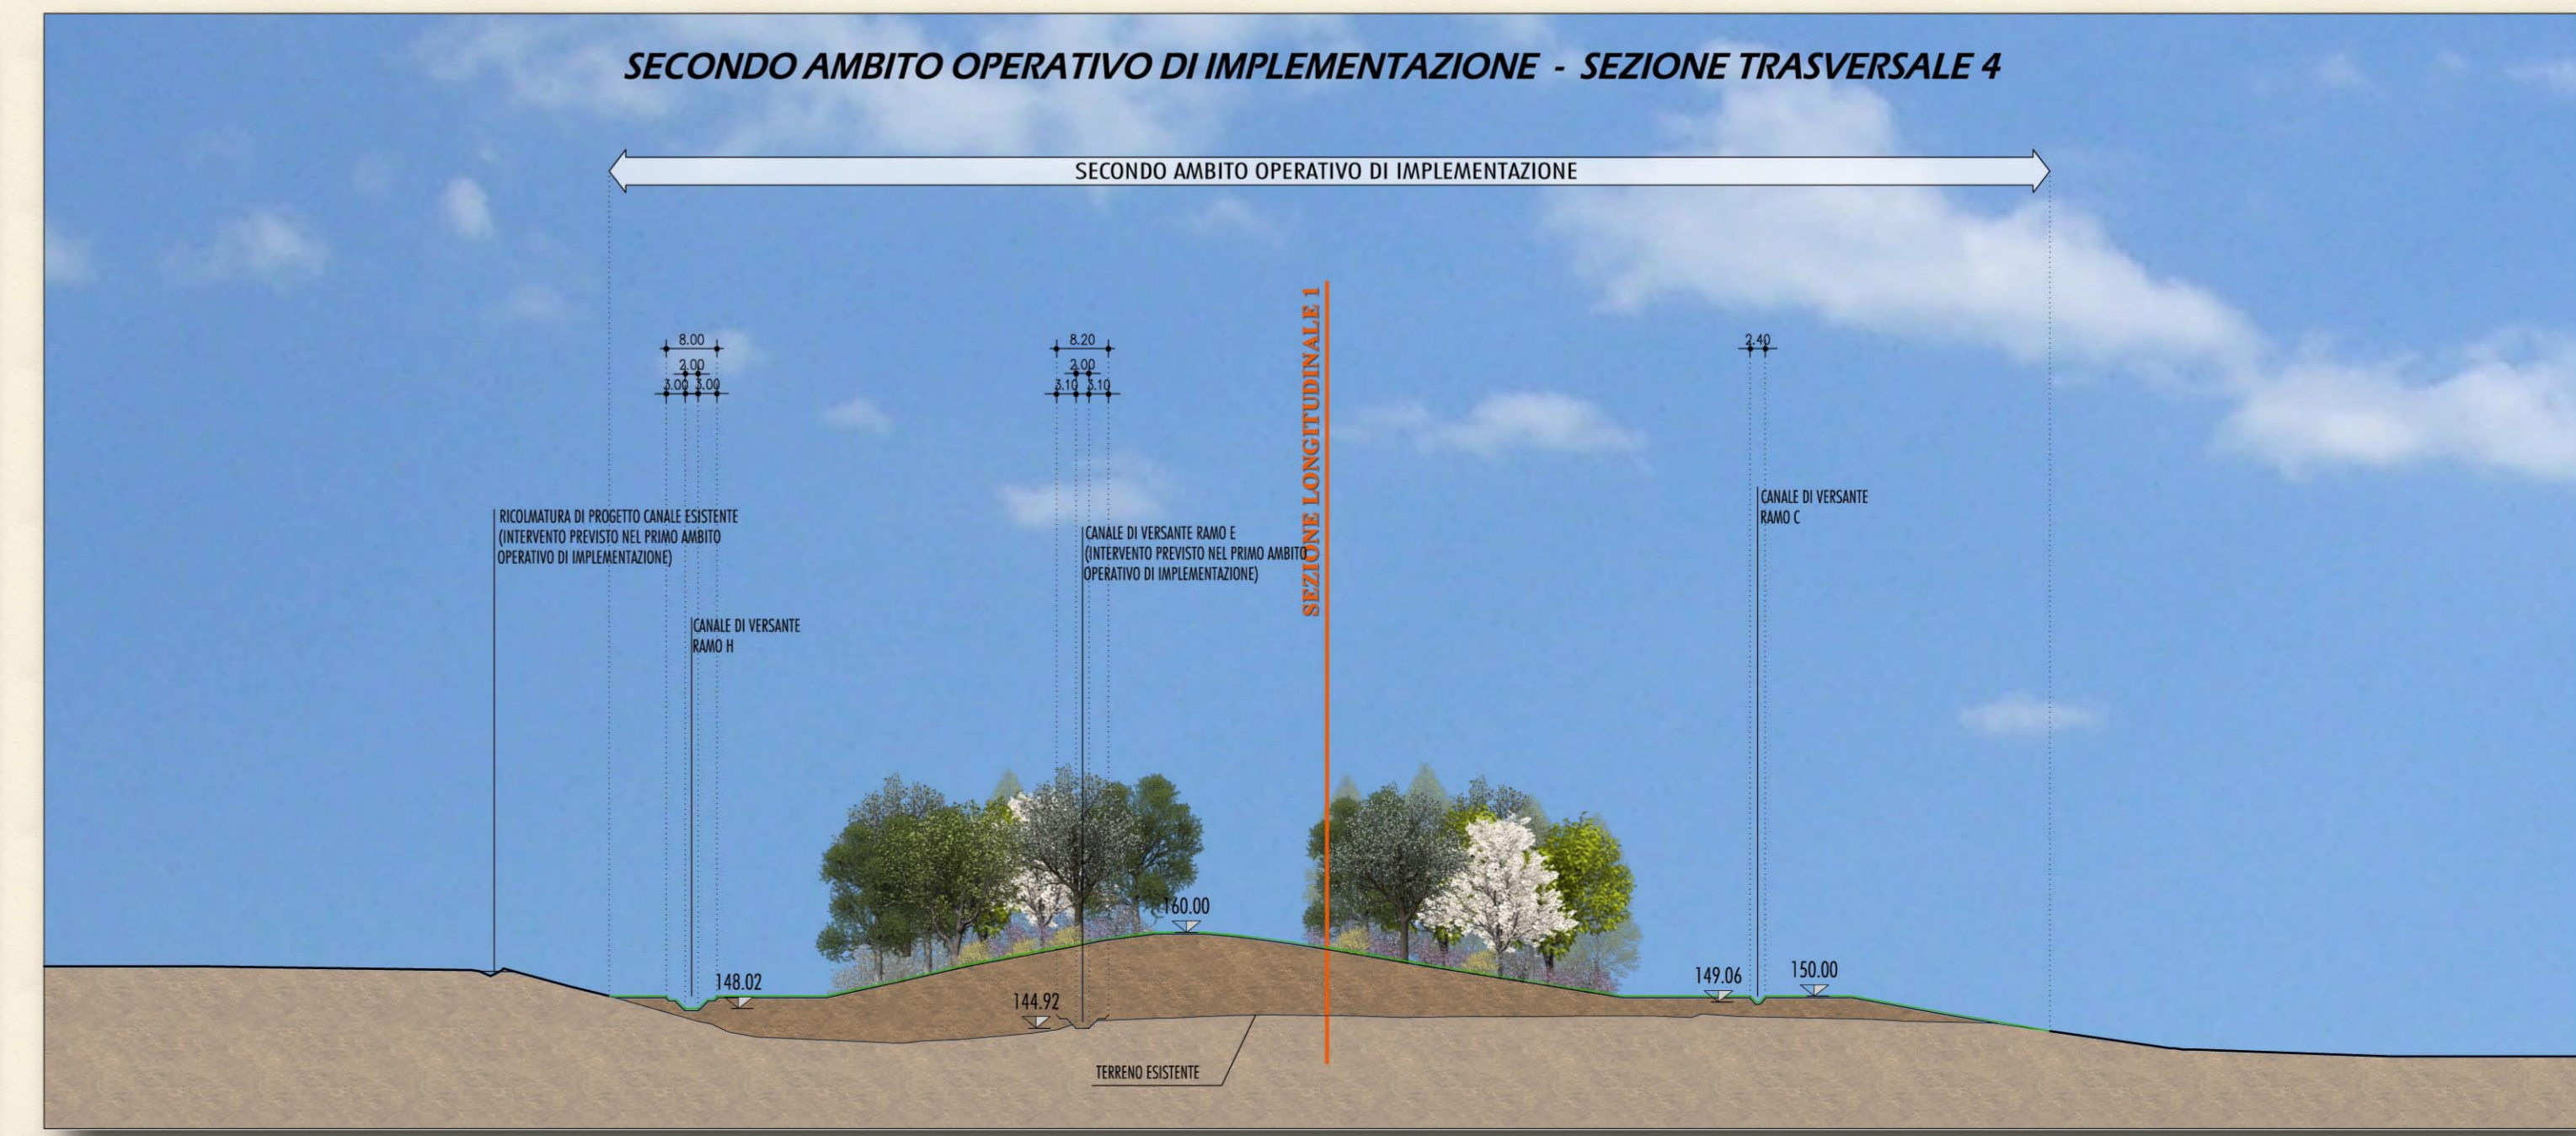 SECONDO AMBITO OPERATIVO DI IMPLEMENTAZIONE - SEZIONE TRASVERSALE 4
SECONDO AMBITO OPERATIVO DI IMPLEMENTAZIONE
8.00
2.00
3.00 3.00
8.20
2.00
3.10 3.10
2.40
SEZIONE LONGITUDINALE 1
RICOLMATURA DI PROGETTO CANALE ESISTENTE
(INTERVENTO PREVISTO NEL PRIMO AMBITO
OPERATIVO DI IMPLEMENTAZIONE)
CANALE DI VERSANTE
RAMO H
CANALE DI VERSANTE RAMO E
(INTERVENTO PREVISTO NEL PRIMO AMBITO
OPERATIVO DI IMPLEMENTAZIONE)
CANALE DI VERSANTE
RAMO C
148.02
144.92
160.00
149.06
150.00
TERRENO ESISTENTE